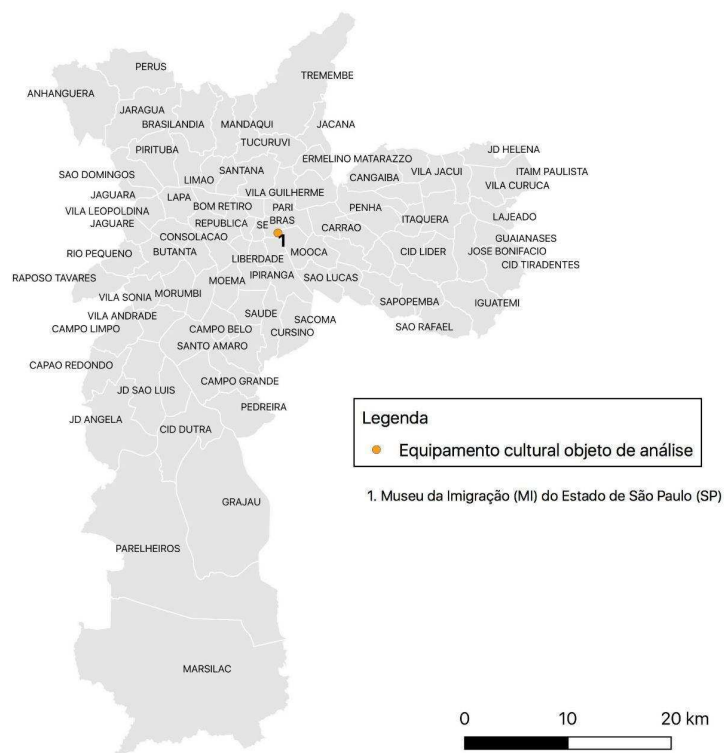 PERUS
TREMEMBE
ANHANGUERA
JARAGUA
BRASILANDIA
MANDAQUI
JACANA
TUCURUVI
PIRITUBA
JD HELENA
ERMELINO MATARAZZO
SANTANA
VILA JACUI
ITAIM PAULISTA
SAO DOMINGOS
LIMAO
CANGAIBA
VILA CURUCA
VILA GUILHERME
JAGUARA
LAPA
BOM RETIRO
PARI
PENHA
VILA LEOPOLDINA
LAJEADO
JAGUARE
REPUBLICA
SE
BRAS
CARRAO
ITAQUERA
CONSOLACAO
1
GUAIANASES
RIO PEQUENO
BUTANTA
LIBERDADE
MOOCA
CID LIDER
JOSE BONIFACIO
CID TIRADENTES
RAPOSO TAVARES
MOEMA
IPIRANGA
SAO LUCAS
VILA SONIA
MORUMBI
SAPOPEMBA
IGUATEMI
VILA ANDRADE
SAUDE
SACOMA
CAMPO LIMPO
CAMPO BELO
CURSINO
SAO RAFAEL
SANTO AMARO
CAPAO REDONDO
CAMPO GRANDE
JD SAO LUIS
PEDREIRA
JD ANGELA
CID DUTRA
Legenda
Equipamento cultural objeto de análise
1. Museu da Imigração (MI) do Estado de São Paulo (SP)
GRAJAU
PARELHEIROS
MARSILAC
0 10 20 km